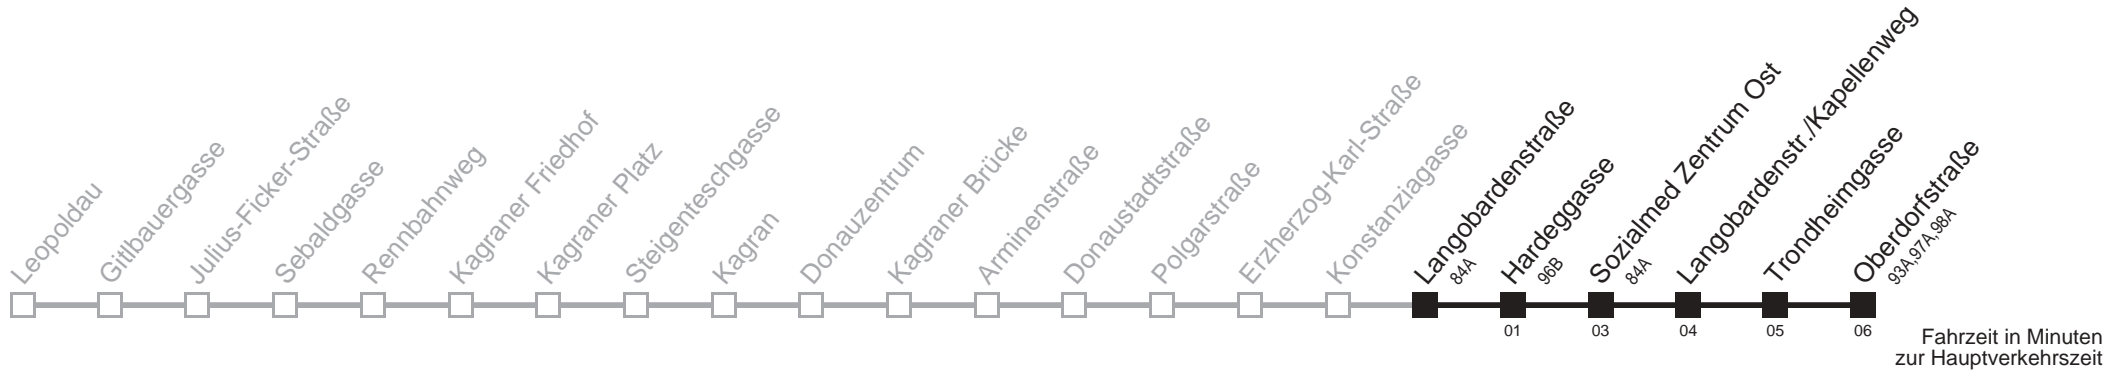 Leopoldau
Gitlbauergasse
Julius-Ficker-Straße
Sebaldgasse
Rennbahnweg
Kagraner Friedhof
Kagraner Platz
Steigenteschgasse
Kagran
Donauzentrum
Kagraner Brücke
Arminenstraße
Donaustadtstraße
Polgarstraße
Erzherzog-Karl-Straße
Konstanziagasse
Langobardenstraße
84A
Hardeggasse
96B
Sozialmed Zentrum Ost
84A
Langobardenstr./Kapellenweg
Trondheimgasse
Oberdorfstraße
93A,97A,98A
01
03
04
05
06
Fahrzeit in Minuten
zur Hauptverkehrszeit